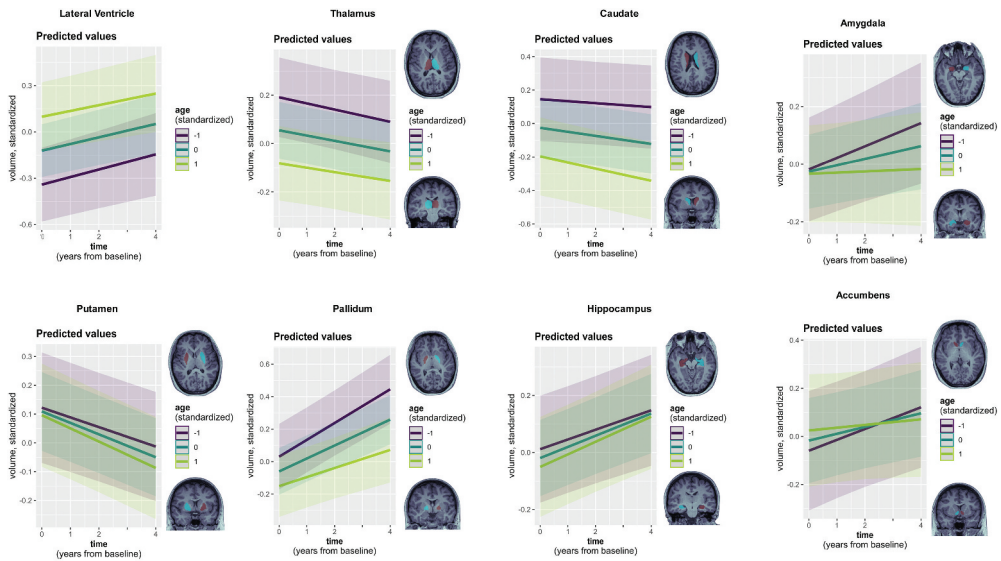 Lateral Ventricle
Predicted values
volume, standardized
0.3
0.0
-0.3
-0.6
0
1
2
4
time
(years from baseline)
age
(standardized)
-1
0
1
Thalamus
Predicted values
volume, standardized
0.2
0.0
-0.2
0
1
2
4
time
(years from baseline)
age
(standardized)
-1
0
1
Caudate
Predicted values
volume, standardized
0.4
0.2
0.0
-0.2
-0.4
-0.6
0
1
2
4
time
(years from baseline)
age
(standardized)
-1
0
1
Amygdala
Predicted values
volume, standardized
0.2
0.0
-0.2
0
1
2
4
time
(years from baseline)
age
(standardized)
-1
0
1
Putamen
Predicted values
volume, standardized
0.3
0.2
0.1
0.0
-0.1
-0.2
0
1
2
4
time
(years from baseline)
age
(standardized)
-1
0
1
Pallidum
Predicted values
volume, standardized
0.6
0.4
0.2
0.0
-0.2
0
1
2
4
time
(years from baseline)
age
(standardized)
-1
0
1
Hippocampus
Predicted values
volume, standardized
0.2
0.0
-0.2
0
1
2
4
time
(years from baseline)
age
(standardized)
-1
0
1
Accumbens
Predicted values
volume, standardized
0.4
0.2
0.0
-0.2
0
1
2
4
time
(years from baseline)
age
(standardized)
-1
0
1